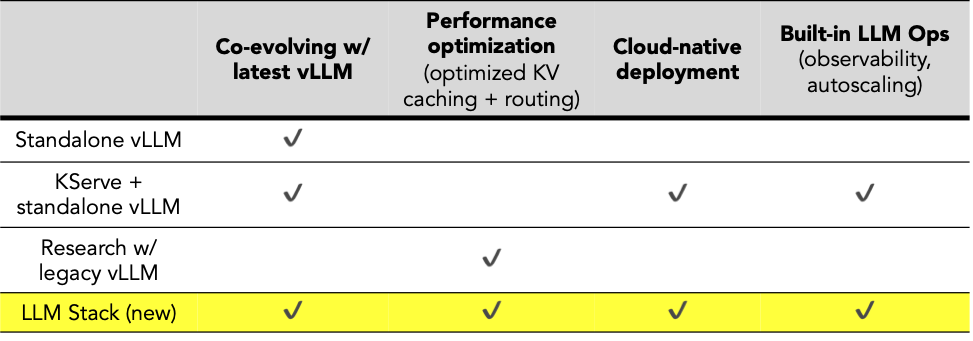 Co-evolving w/
latest vLLM
Performance
optimization
(optimized KV
caching + routing)
Cloud-native
deployment
Built-in LLM Ops
(observability,
autoscaling)
Standalone vLLM ✔
KServe +
standalone vLLM ✔ ✔ ✔
Research w/
legacy vLLM ✔
LLM Stack (new) ✔ ✔ ✔ ✔